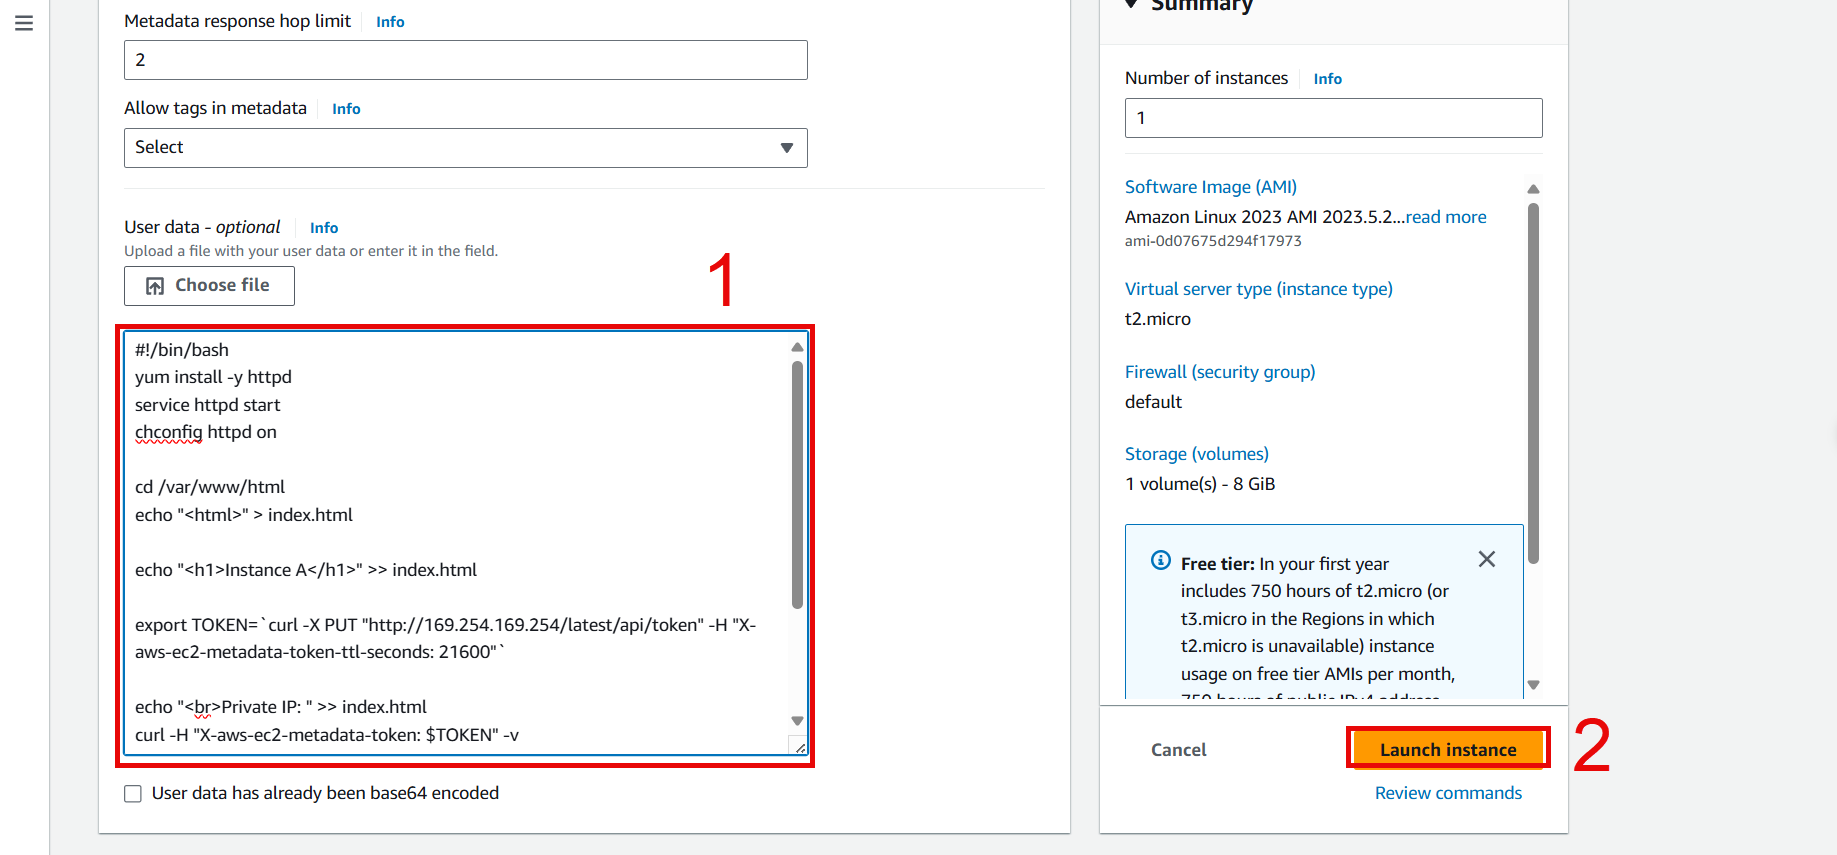 Metadata response hop limit Info
2
Allow tags in metadata Info
Select
User data - optional Info
Upload a file with your user data or enter it in the field.
Choose file
1
#!/bin/bash
yum install -y httpd
service httpd start
chconfig httpd on
cd /var/www/html
echo "<html>" > index.html
echo "<h1>Instance A</h1>" >> index.html
export TOKEN=`curl -X PUT "http://169.254.169.254/latest/api/token" -H "X-
aws-ec2-metadata-token-ttl-seconds: 21600"`
echo "<br>Private IP: " >> index.html
curl -H "X-aws-ec2-metadata-token: $TOKEN" -v
User data has already been base64 encoded
Summary
Number of instances Info
1
Software Image (AMI)
Amazon Linux 2023 AMI 2023.5.2...read more
ami-0d07675d294f17973
Virtual server type (instance type)
t2.micro
Firewall (security group)
default
Storage (volumes)
1 volume(s) - 8 GiB
Free tier: In your first year
includes 750 hours of t2.micro (or
t3.micro in the Regions in which
t2.micro is unavailable) instance
usage on free tier AMIs per month,
750 hours of public IPv4 address
Cancel
Launch instance
2
Review commands